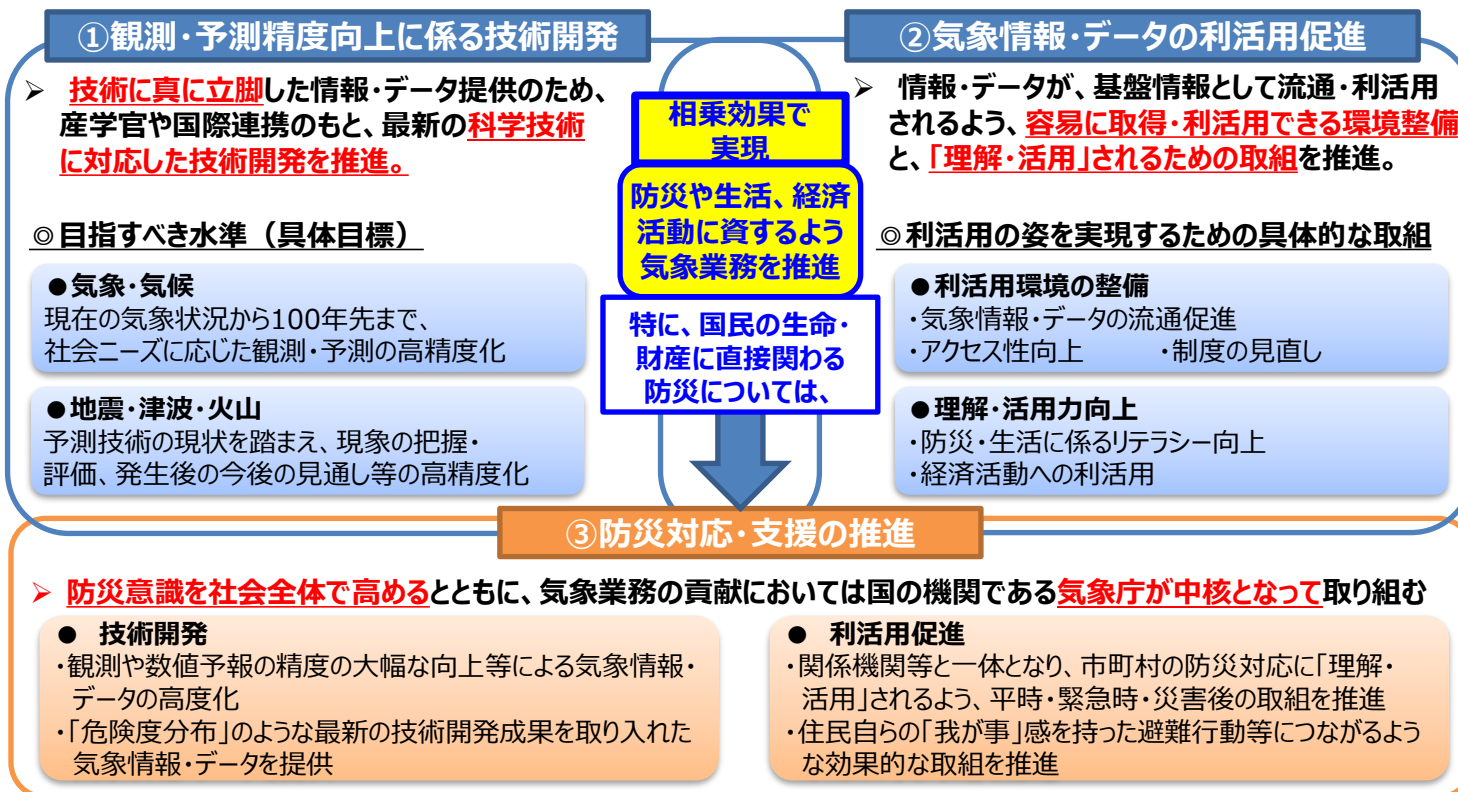 ①観測・予測精度向上に係る技術開発
➢ 技術に真に立脚した情報・データ提供のため、
産学官や国際連携のもと、最新の科学技術
に対応した技術開発を推進。
◎目指すべき水準（具体目標）
●気象・気候
現在の気象状況から100年先まで、
社会ニーズに応じた観測・予測の高精度化
●地震・津波・火山
予測技術の現状を踏まえ、現象の把握・
評価、発生後の今後の見通し等の高精度化
相乗効果で
実現
防災や生活、経済
活動に資するよう
気象業務を推進
特に、国民の生命・
財産に直接関わる
防災については、
②気象情報・データの利活用促進
➢ 情報・データが、基盤情報として流通・利活用
されるよう、容易に取得・利活用できる環境整備
と、「理解・活用」されるための取組を推進。
◎利活用の姿を実現するための具体的な取組
●利活用環境の整備
・気象情報・データの流通促進
・アクセス性向上 ・制度の見直し
●理解・活用力向上
・防災・生活に係るリテラシー向上
・経済活動への利活用
③防災対応・支援の推進
➢ 防災意識を社会全体で高めるとともに、気象業務の貢献においては国の機関である気象庁が中核となって取り組む
● 技術開発
・観測や数値予報の精度の大幅な向上等による気象情報・
データの高度化
・「危険度分布」のような最新の技術開発成果を取り入れた
気象情報・データを提供
● 利活用促進
・関係機関等と一体となり、市町村の防災対応に「理解・
活用」されるよう、平時・緊急時・災害後の取組を推進
・住民自らの「我が事」感を持った避難行動等につながるよう
な効果的な取組を推進